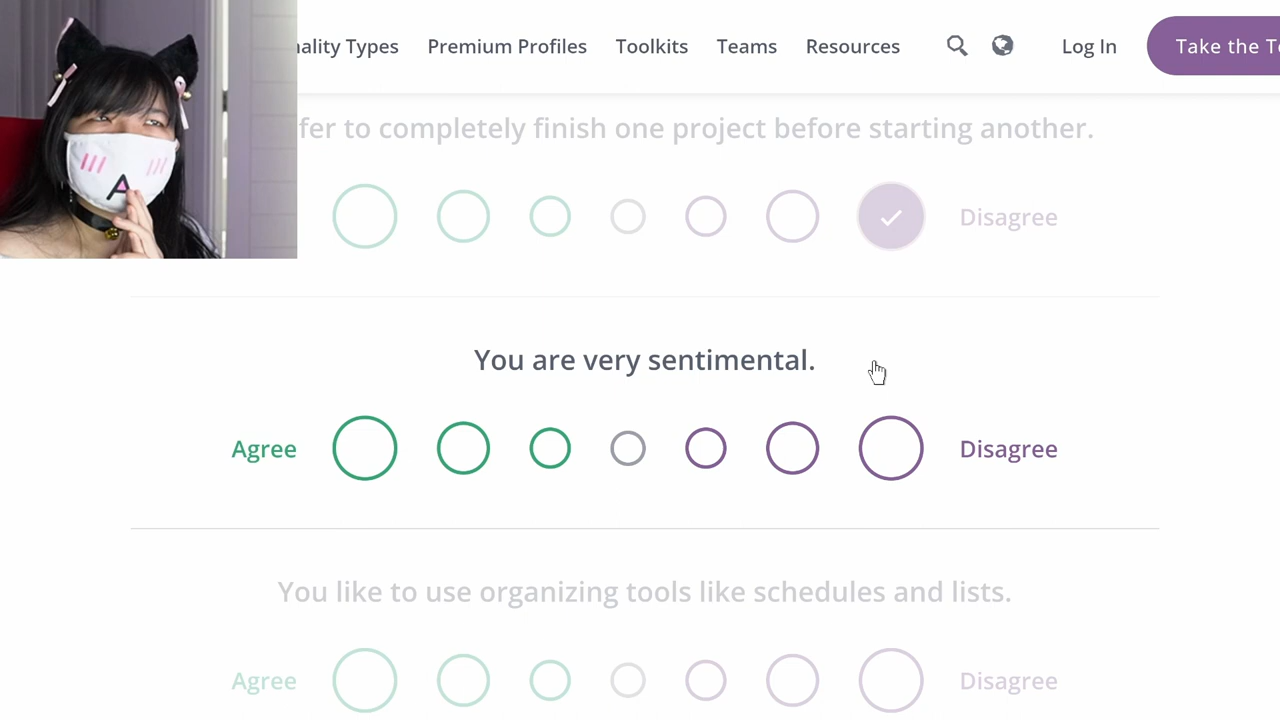 nality Types Premium Profiles Toolkits Teams Resources Log In Take the Te
fer to completely finish one project before starting another.
Disagree
You are very sentimental.
Agree Disagree
You like to use organizing tools like schedules and lists.
Agree Disagree